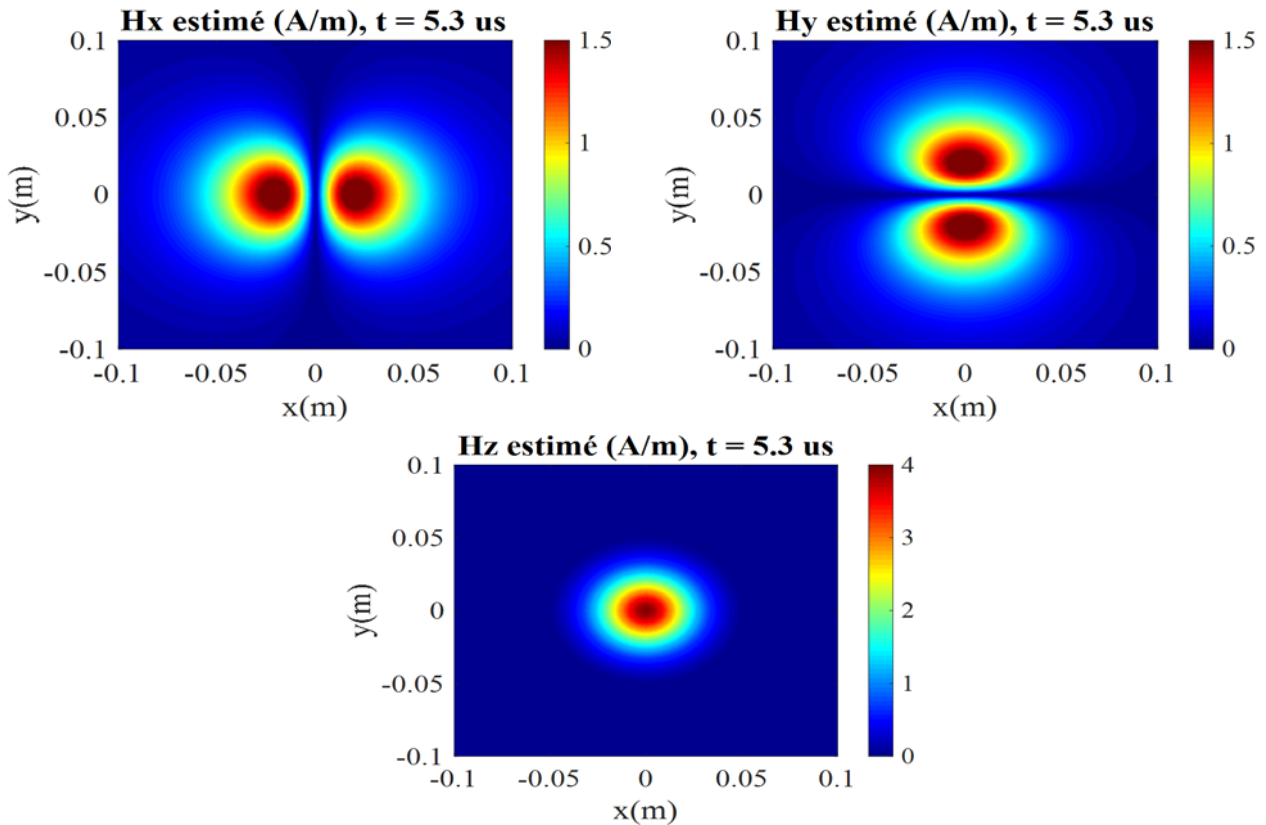 Hx estimé (A/m), t = 5.3 us
0.1
0.05
0
-0.05
-0.1
y(m)
-0.1 -0.05 0 0.05 0.1
x(m)
1.5
1
0.5
0
Hy estimé (A/m), t = 5.3 us
0.1
0.05
0
-0.05
-0.1
y(m)
-0.1 -0.05 0 0.05 0.1
x(m)
1.5
1
0.5
0
Hz estimé (A/m), t = 5.3 us
0.1
0.05
0
-0.05
-0.1
y(m)
-0.1 -0.05 0 0.05 0.1
x(m)
4
3
2
1
0